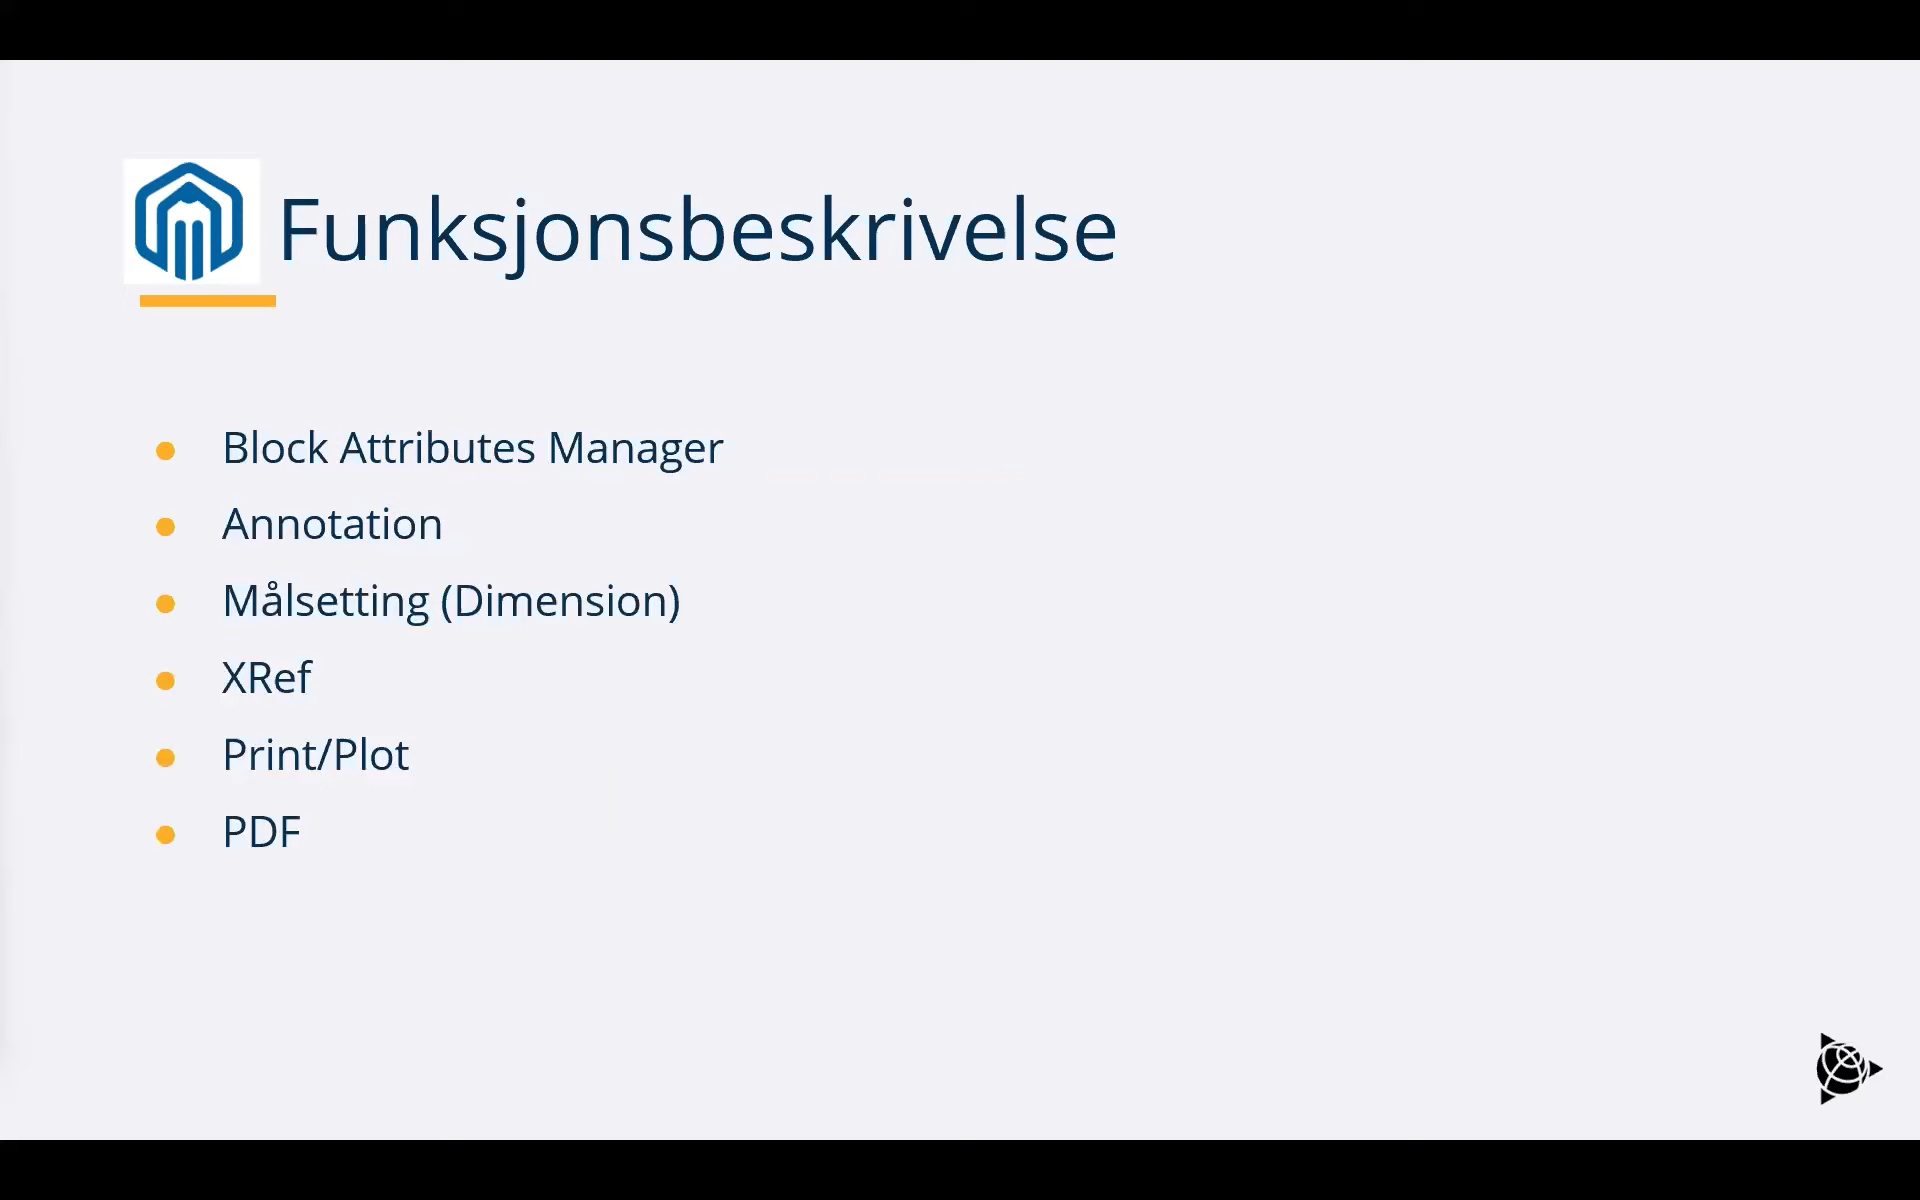 Funksjonsbeskrivelse
Block Attributes Manager
Annotation
Målsetting (Dimension)
XRef
Print/Plot
PDF